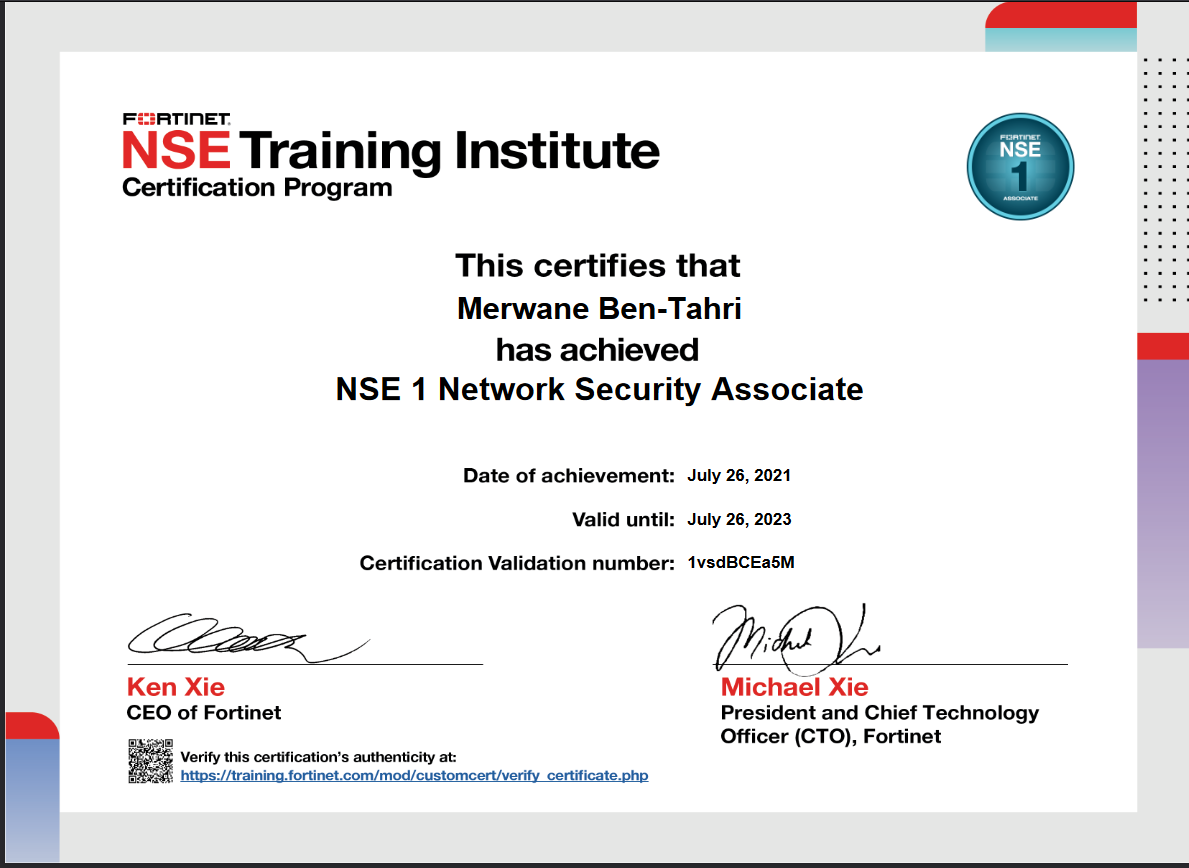 FORTINET
NSE Training Institute
Certification Program
FORTINET
NSE
1
ASSOCIATE
This certifies that
Merwane Ben-Tahri
has achieved
NSE 1 Network Security Associate
Date of achievement: July 26, 2021
Valid until: July 26, 2023
Certification Validation number: 1vsdBCEa5M
Ken Xie
CEO of Fortinet
Michael Xie
President and Chief Technology
Officer (CTO), Fortinet
Verify this certification's authenticity at:
https://training.fortinet.com/mod/customcert/verify_certificate.php